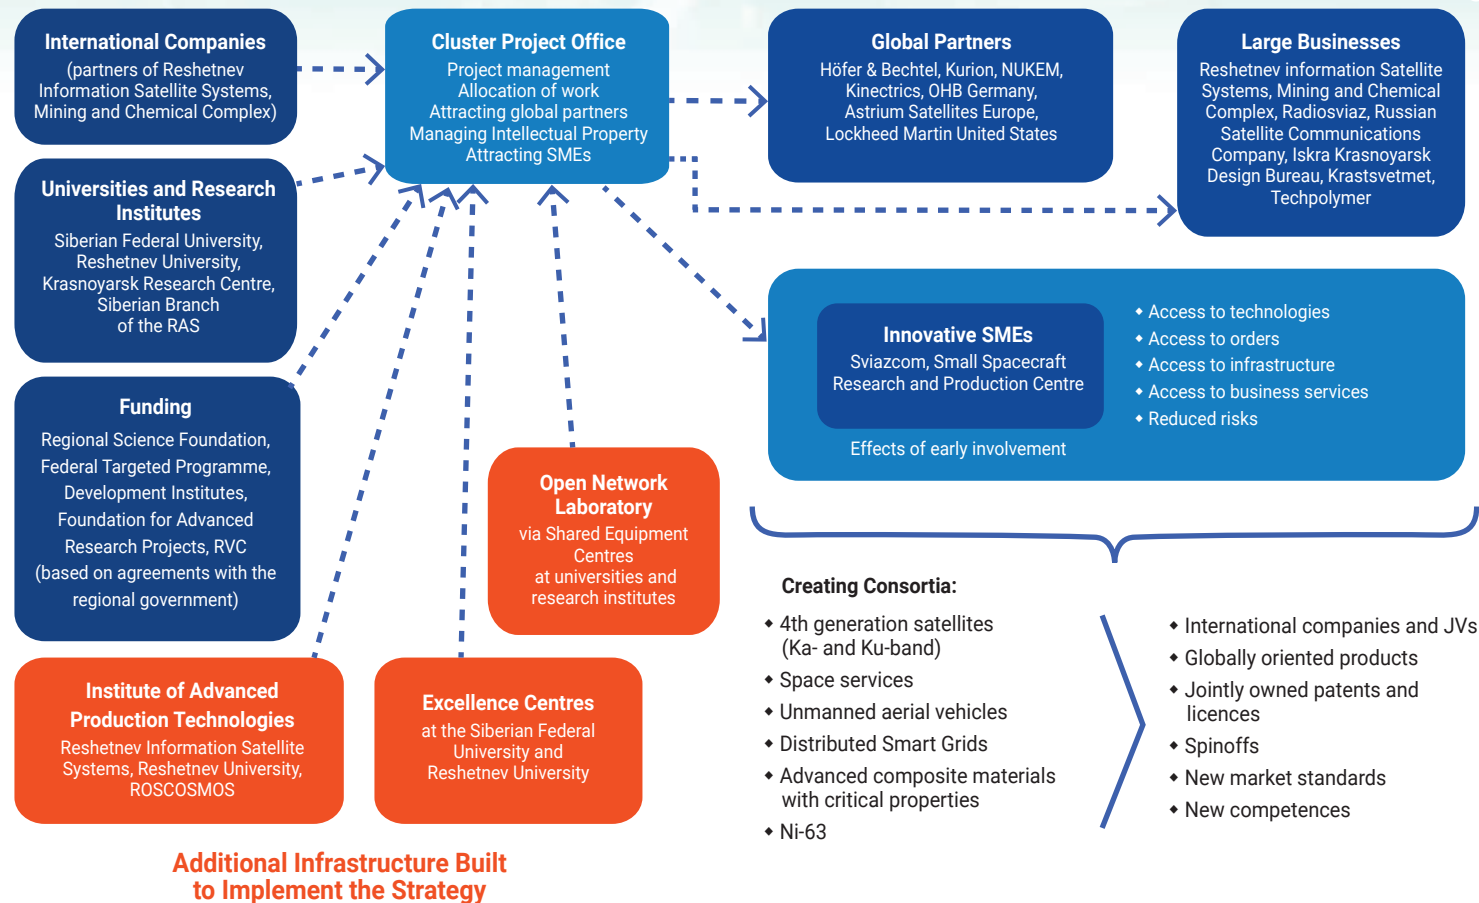 International Companies
(partners of Reshetnev
Information Satellite Systems,
Mining and Chemical Complex)
Cluster Project Office
Project management
Allocation of work
Attracting global partners
Managing Intellectual Property
Attracting SMEs
Global Partners
Höfer & Bechtel, Kurion, NUKEM,
Kinectrics, OHB Germany,
Astrium Satellites Europe,
Lockheed Martin United States
Large Businesses
Reshetnev information Satellite
Systems, Mining and Chemical
Complex, Radiosviaz, Russian
Satellite Communications
Company, Iskra Krasnoyarsk
Design Bureau, Krastsvetmet,
Techpolymer
Universities and Research
Institutes
Siberian Federal University,
Reshetnev University,
Krasnoyarsk Research Centre,
Siberian Branch
of the RAS
Innovative SMEs
Sviazcom, Small Spacecraft
Research and Production Centre
Effects of early involvement
◆ Access to technologies
◆ Access to orders
◆ Access to infrastructure
◆ Access to business services
◆ Reduced risks
Funding
Regional Science Foundation,
Federal Targeted Programme,
Development Institutes,
Foundation for Advanced
Research Projects, RVC
(based on agreements with the
regional government)
Open Network
Laboratory
via Shared Equipment
Centres
at universities and
research institutes
Institute of Advanced
Production Technologies
Reshetnev Information Satellite
Systems, Reshetnev University,
ROSCOSMOS
Excellence Centres
at the Siberian Federal
University and
Reshetnev University
Additional Infrastructure Built
to Implement the Strategy
Creating Consortia:
◆ 4th generation satellites
(Ka- and Ku-band)
◆ Space services
◆ Unmanned aerial vehicles
◆ Distributed Smart Grids
◆ Advanced composite materials
with critical properties
◆ Ni-63
◆ International companies and JVs
◆ Globally oriented products
◆ Jointly owned patents and
licences
◆ Spinoffs
◆ New market standards
◆ New competences